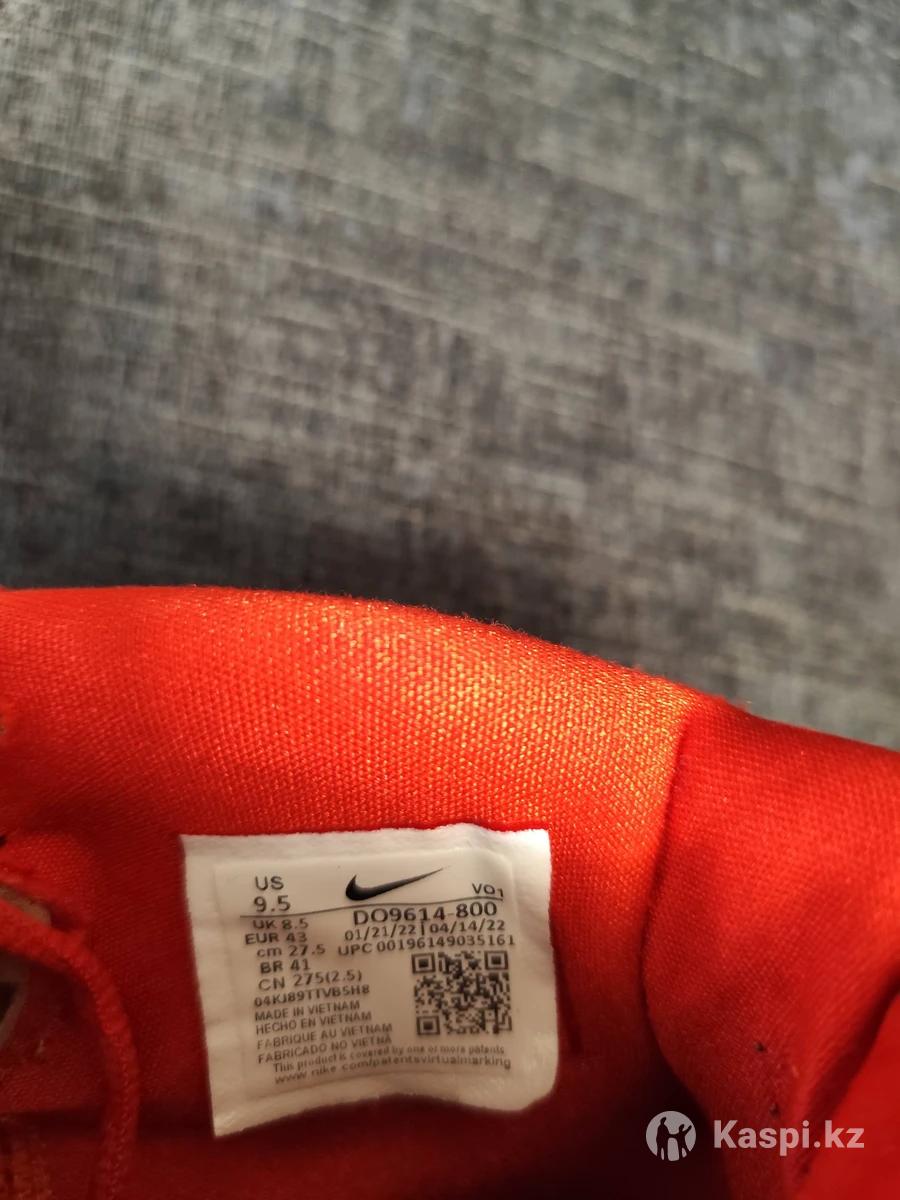 US
9.5
VO1
UK 8.5
DO9614-800
EUR 43
01/21/22 | 04/14/22
cm 27.5
UPC 00196149035161
BR 41
CN 275(2.5)
04KJ89TTVB5H8
MADE IN VIETNAM
HECHO EN VIETNAM
FABRIQUE AU VIETNAM
FABRICADO NO VIETNÃ
This product is covered by one or more patents
www.nike.com/patentsvirtualmarking
Kaspi.kz